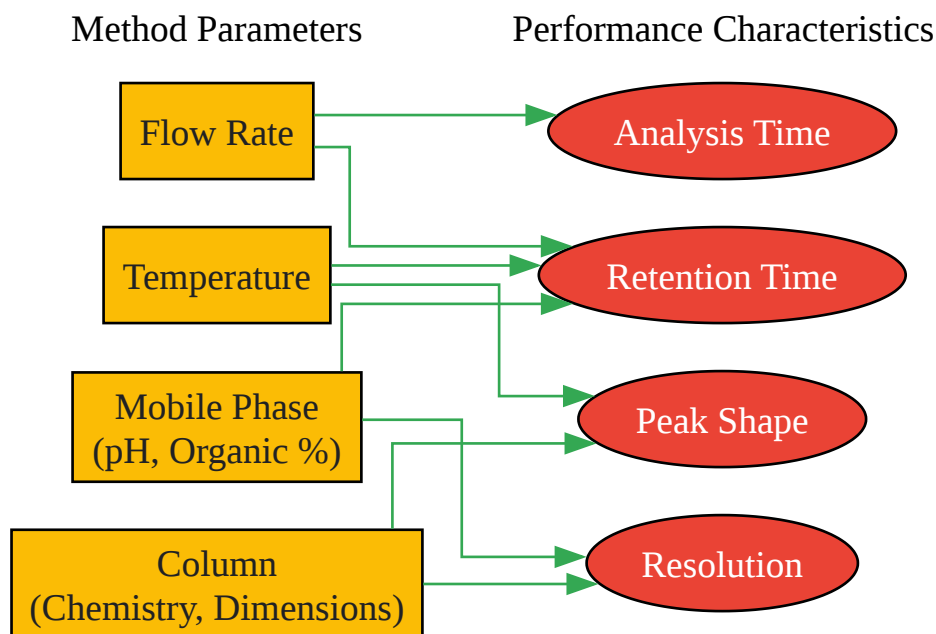 Method Parameters
Performance Characteristics
Flow Rate
Analysis Time
Temperature
Retention Time
Mobile Phase
(pH, Organic %)
Peak Shape
Column
(Chemistry, Dimensions)
Resolution